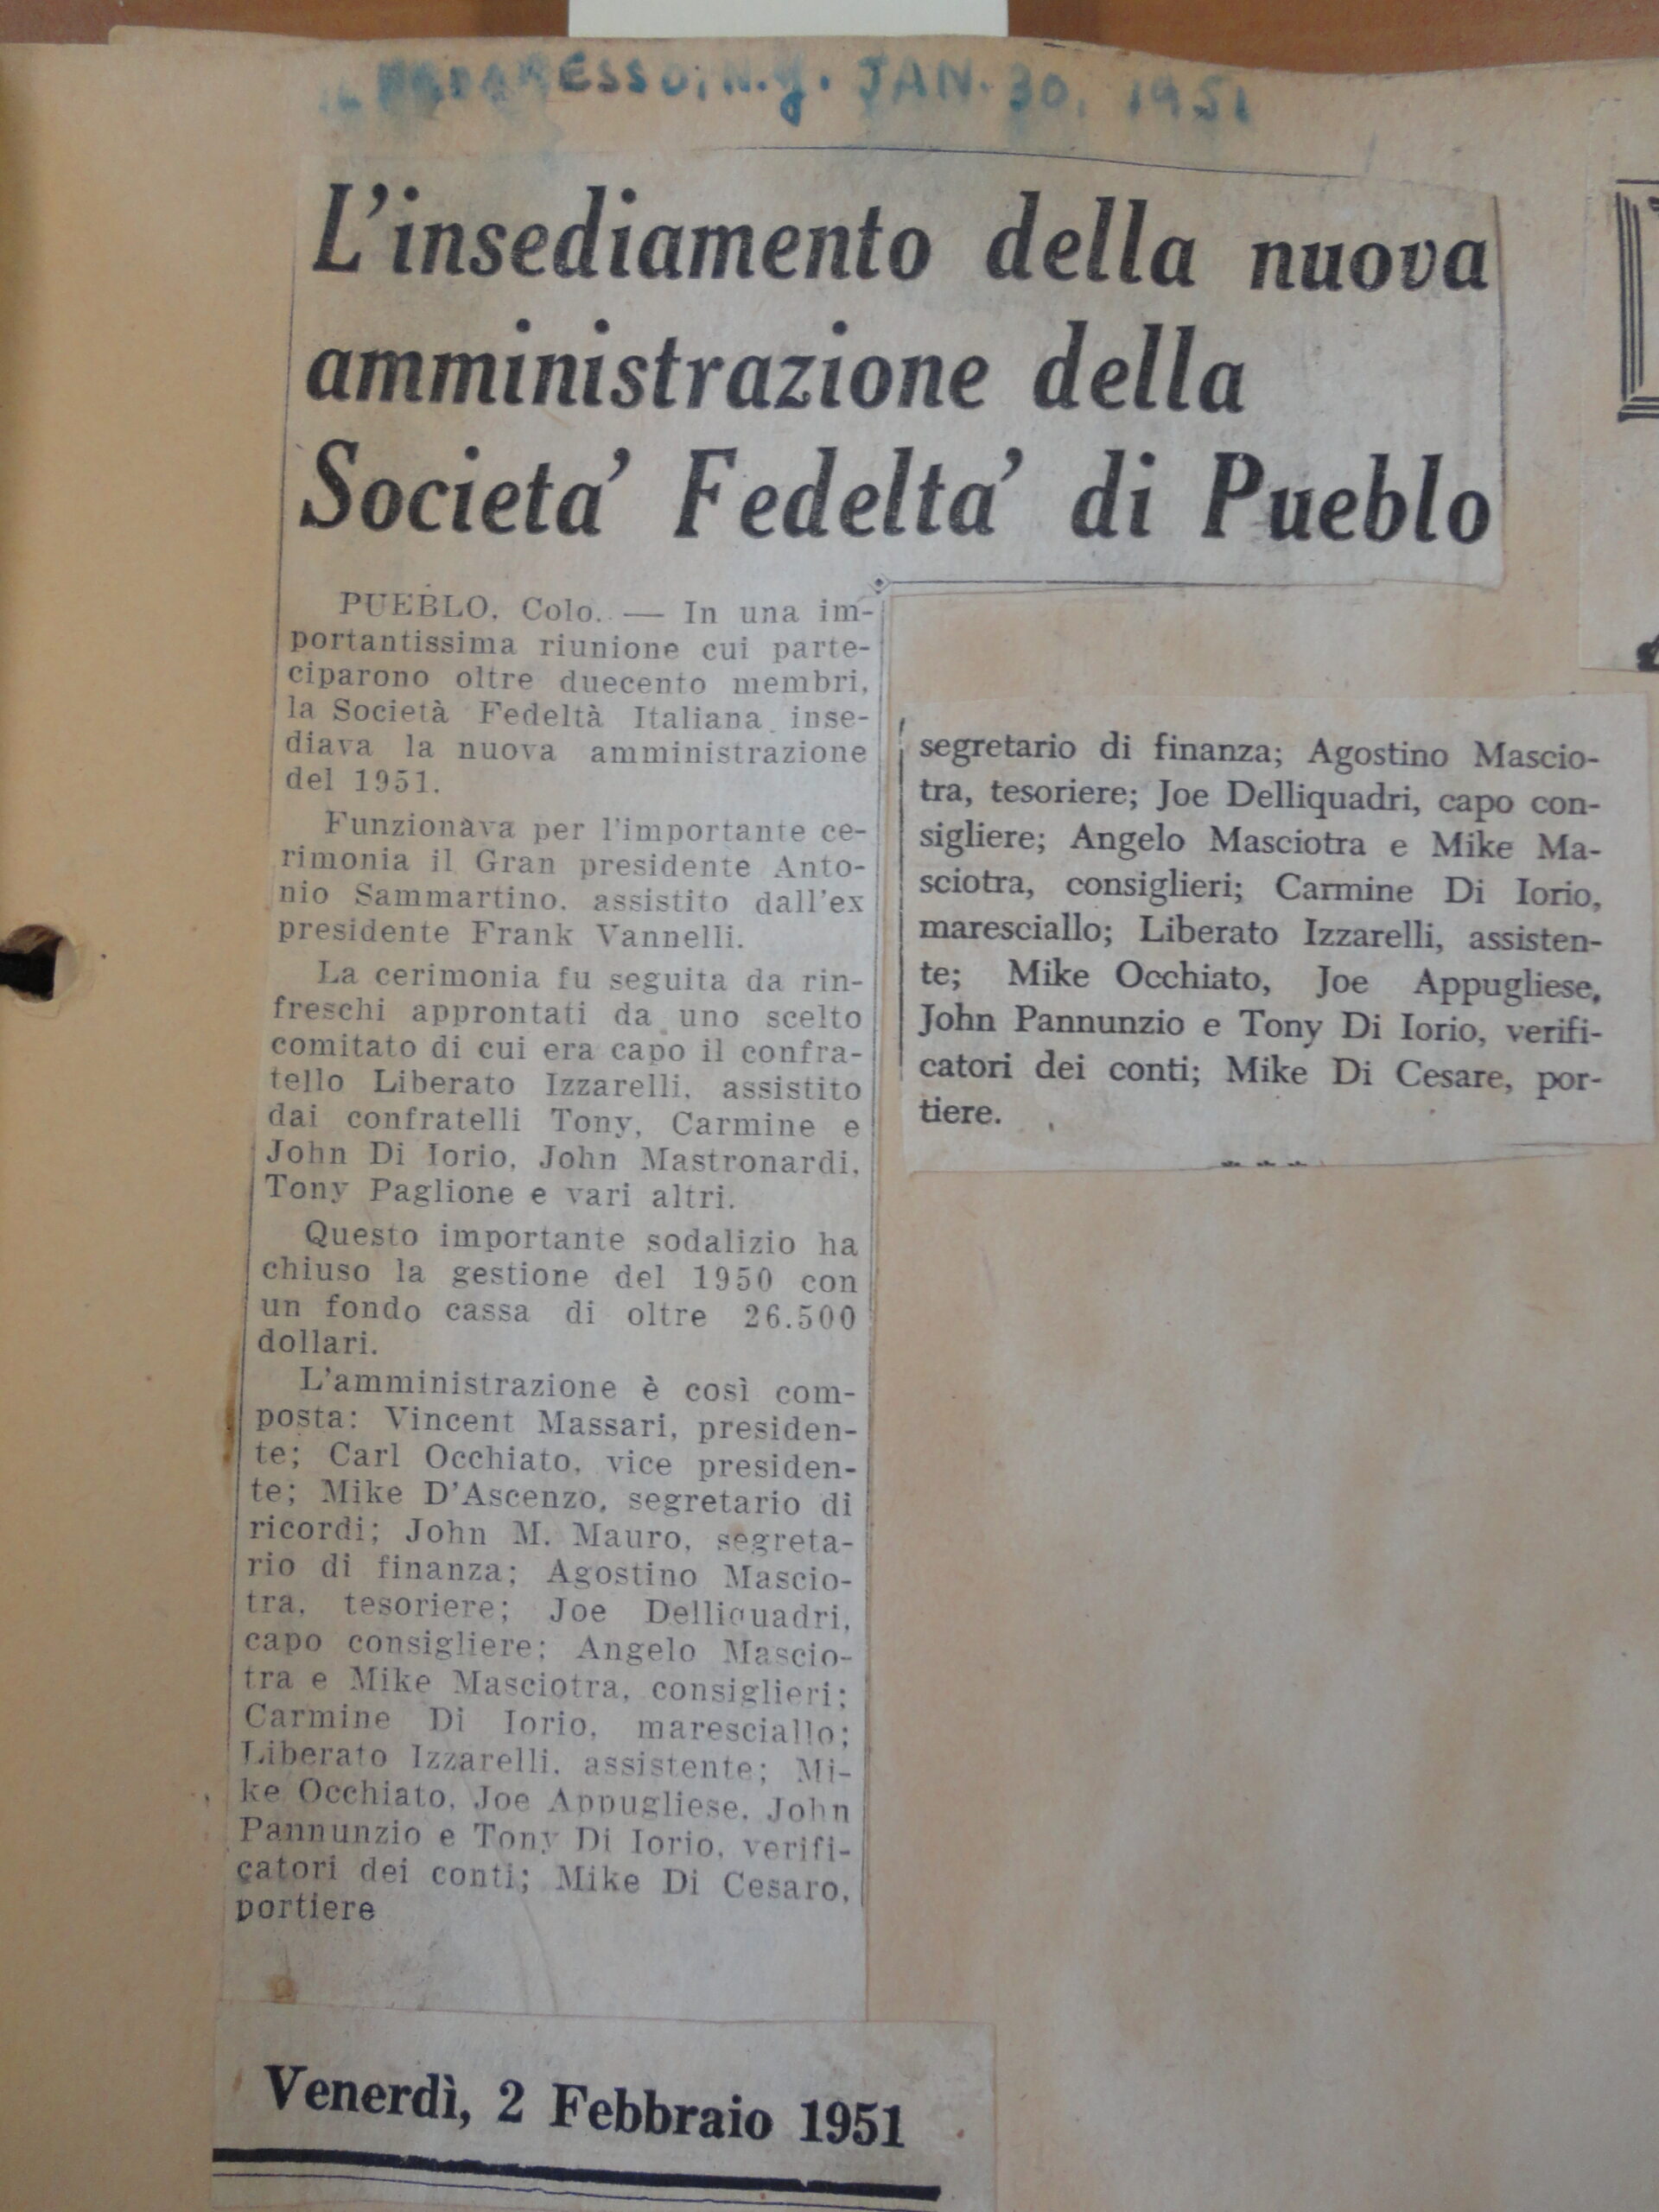 IL PROGRESSO, N.Y. JAN. 30, 1951
L'insediamento della nuova
amministrazione della
Societa' Fedelta' di Pueblo
PUEBLO, Colo. — In una im-
portantissima riunione cui parte-
ciparono oltre duecento membri,
la Società Fedeltà Italiana inse-
diava la nuova amministrazione
del 1951.
Funzionava per l'importante ce-
rimonia il Gran presidente Anto-
nio Sammartino, assistito dall'ex
presidente Frank Vannelli.
La cerimonia fu seguita da rin-
freschi approntati da uno scelto
comitato di cui era capo il confra-
tello Liberato Izzarelli, assistito
dai confratelli Tony, Carmine e
John Di Iorio, John Mastronardi,
Tony Paglione e vari altri.
Questo importante sodalizio ha
chiuso la gestione del 1950 con
un fondo cassa di oltre 26.500
dollari.
L'amministrazione è così com-
posta: Vincent Massari, presiden-
te; Carl Occhiato, vice presiden-
te; Mike D'Ascenzo, segretario di
ricordi; John M. Mauro, segreta-
rio di finanza; Agostino Mascio-
tra, tesoriere; Joe Delliquadri,
capo consigliere; Angelo Mascio-
tra e Mike Masciotra, consiglieri;
Carmine Di Iorio, maresciallo;
Liberato Izzarelli, assistente; Mi-
ke Occhiato, Joe Appugliese, John
Pannunzio e Tony Di Iorio, verifi-
catori dei conti; Mike Di Cesaro,
portiere
segretario di finanza; Agostino Mascio-
tra, tesoriere; Joe Delliquadri, capo con-
sigliere; Angelo Masciotra e Mike Ma-
sciotra, consiglieri; Carmine Di Iorio,
maresciallo; Liberato Izzarelli, assisten-
te; Mike Occhiato, Joe Appugliese,
John Pannunzio e Tony Di Iorio, verifi-
catori dei conti; Mike Di Cesare, por-
tiere.
Venerdì, 2 Febbraio 1951